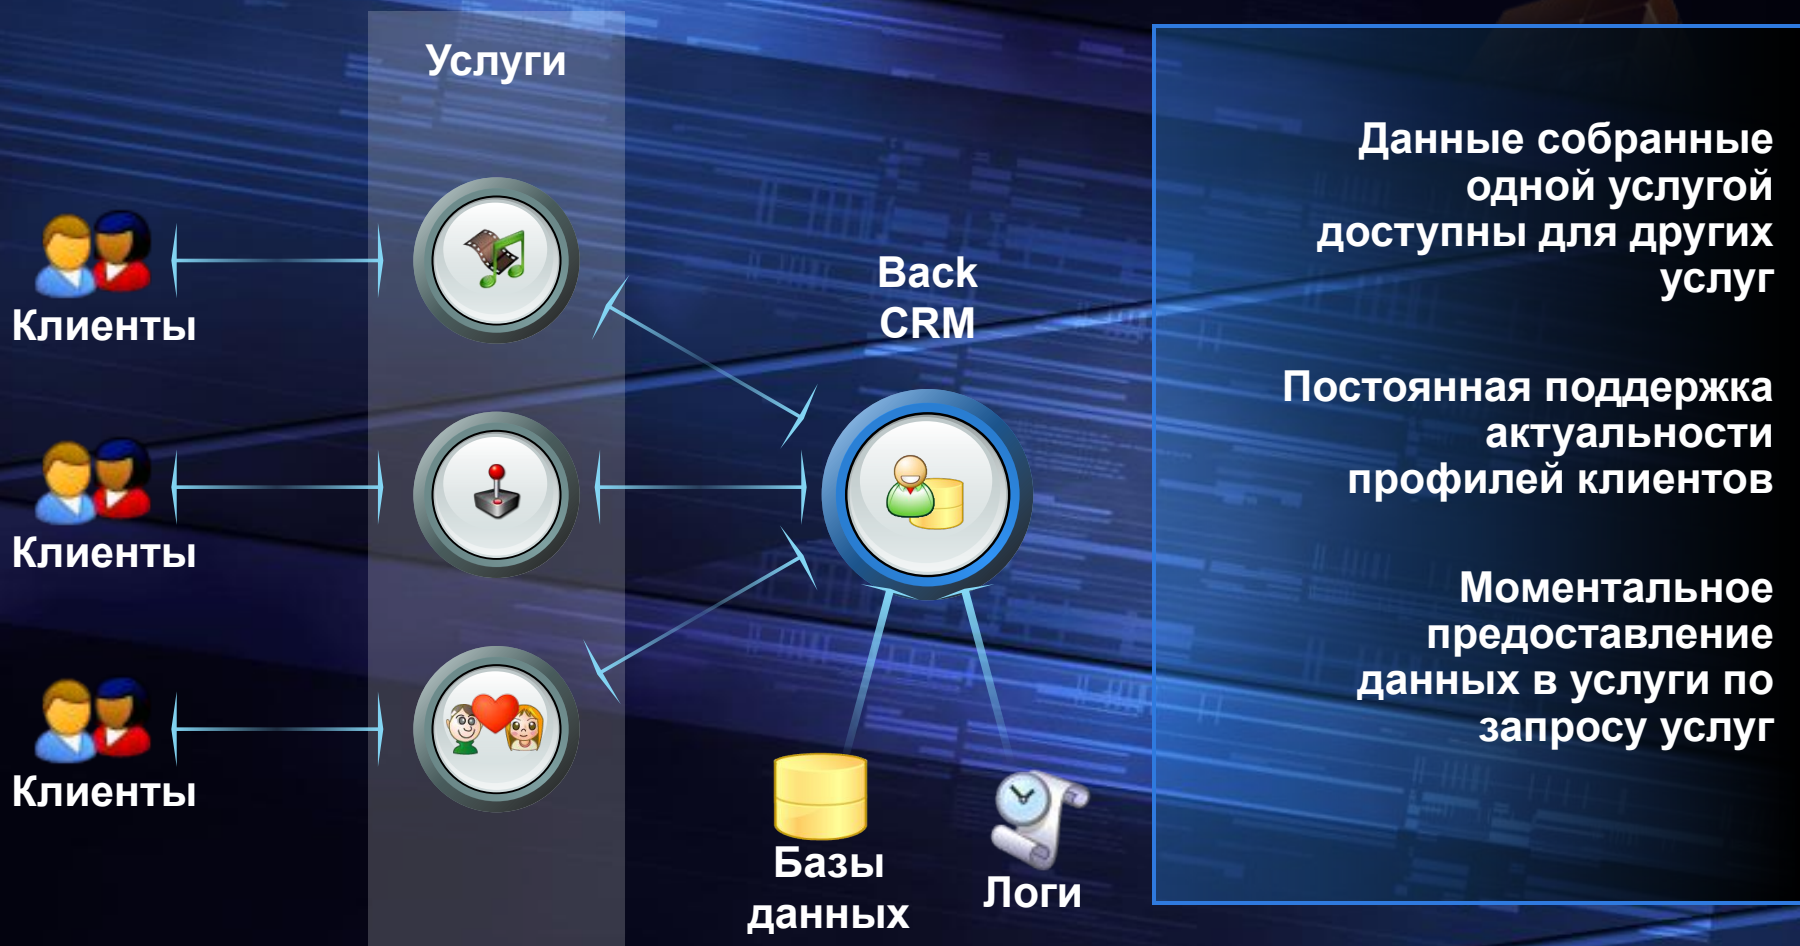 Услуги
Клиенты
Клиенты
Клиенты
Back
CRM
Базы
данных
Логи
Данные собранные
одной услугой
доступны для других
услуг
Постоянная поддержка
актуальности
профилей клиентов
Моментальное
предоставление
данных в услуги по
запросу услуг